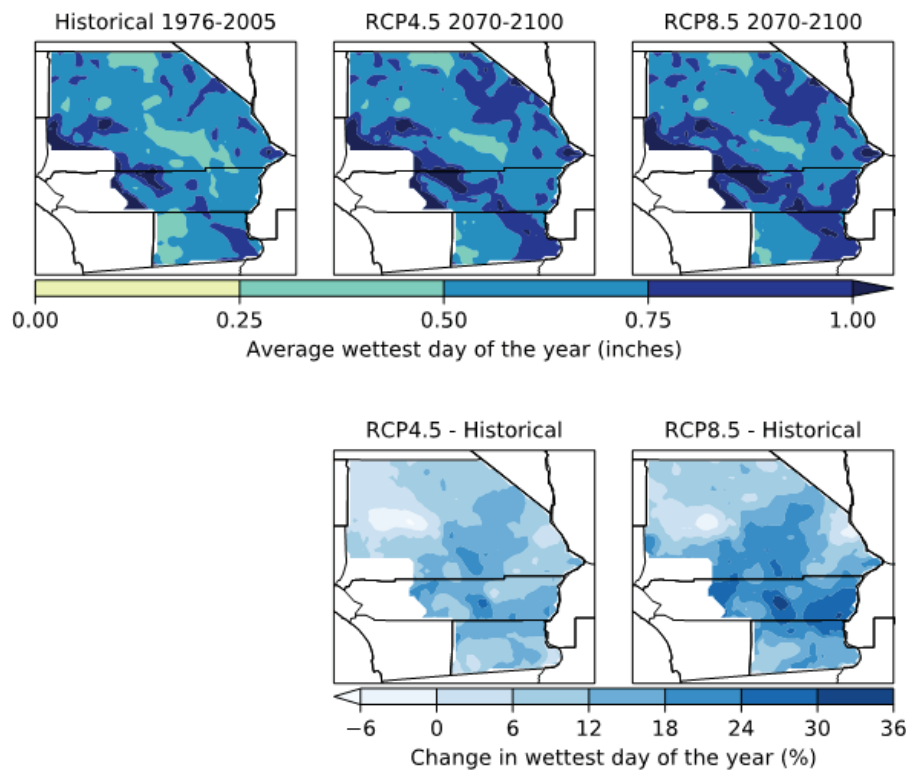 Historical 1976-2005 RCP4.5 2070-2100 RCP8.5 2070-2100
0.00 0.25 0.50 0.75 1.00
Average wettest day of the year (inches)
RCP4.5 - Historical RCP8.5 - Historical
−6 0 6 12 18 24 30 36
Change in wettest day of the year (%)